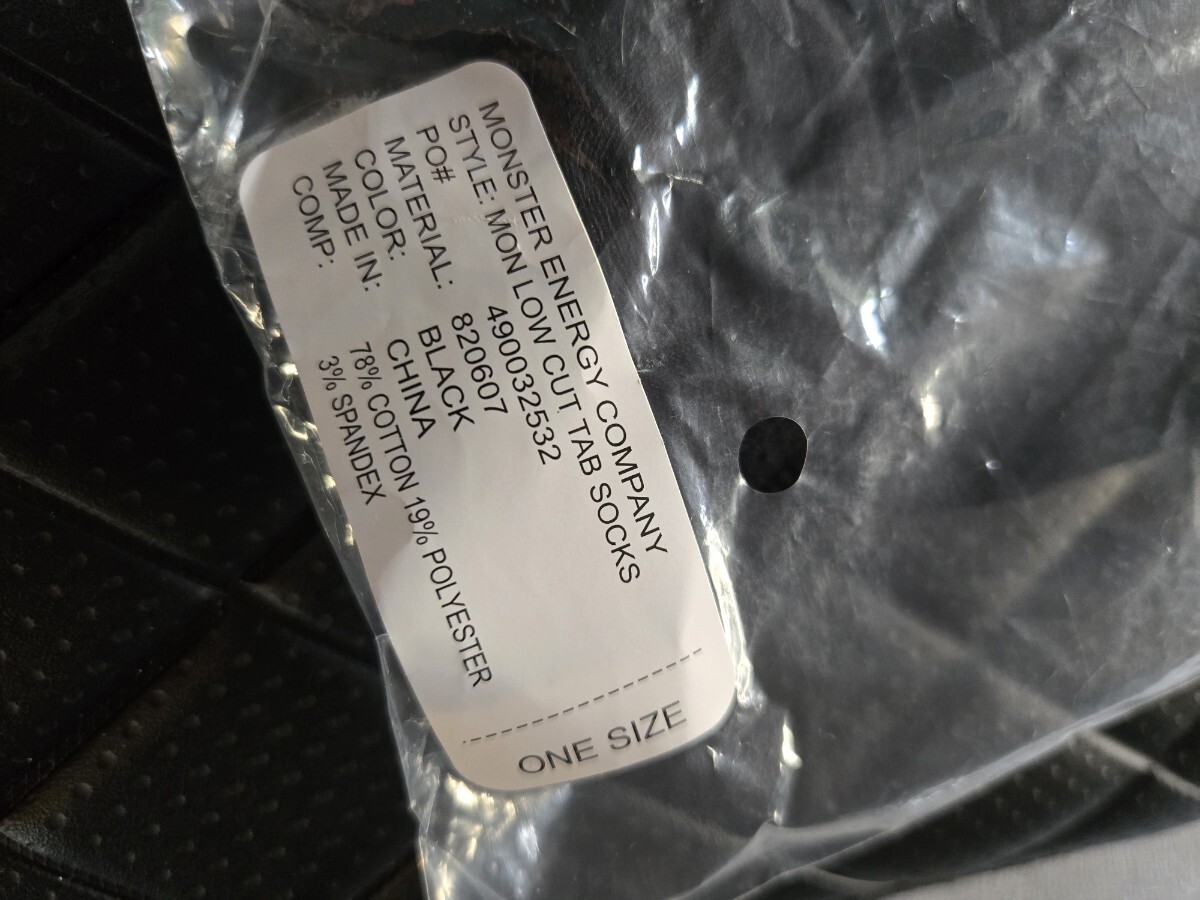 MONSTER ENERGY COMPANY
STYLE: MON LOW CUT TAB SOCKS
PO# 490032532
MATERIAL: 820607
COLOR: BLACK
MADE IN: CHINA
COMP: 78% COTTON 19% POLYESTER
3% SPANDEX
ONE SIZE